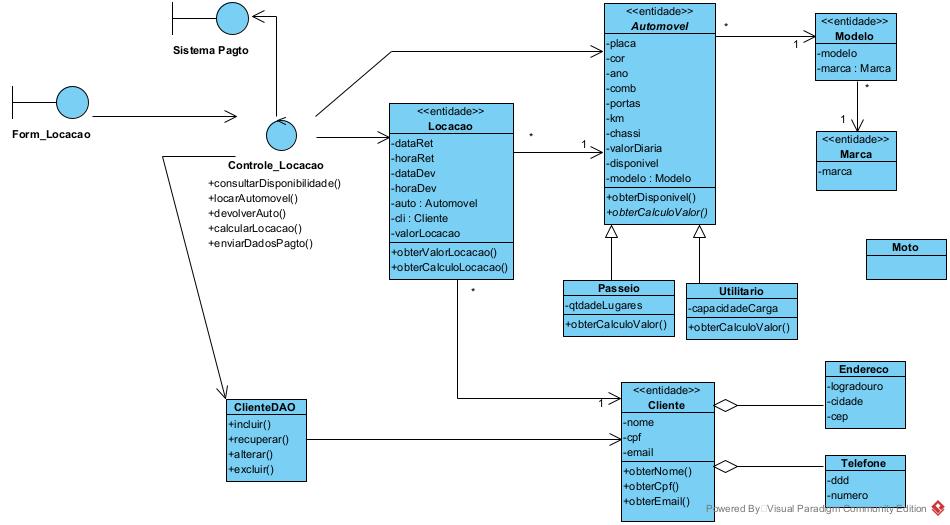 Sistema Pagto
Form_Locacao
Controle_Locacao
+consultarDisponibilidade()
+locarAutomovel()
+devolverAuto()
+calcularLocacao()
+enviarDadosPagto()
<<entidade>>
Locacao
-dataRet
-horaRet
-dataDev
-horaDev
-auto : Automovel
-cli : Cliente
-valorLocacao
+obterValorLocacao()
+obterCalculoLocacao()
*
1
*
1
<<entidade>>
Automovel
-placa
-cor
-ano
-comb
-portas
-km
-chassi
-valorDiaria
-disponivel
-modelo : Modelo
+obterDisponivel()
+obterCalculoValor()
*
1
<<entidade>>
Modelo
-modelo
-marca : Marca
*
1
<<entidade>>
Marca
-marca
Moto
Passeio
-qtdadeLugares
+obterCalculoValor()
Utilitario
-capacidadeCarga
+obterCalculoValor()
ClienteDAO
+incluir()
+recuperar()
+alterar()
+excluir()
<<entidade>>
Cliente
-nome
-cpf
-email
+obterNome()
+obterCpf()
+obterEmail()
Endereco
-logradouro
-cidade
-cep
Telefone
-ddd
-numero
Powered By Visual Paradigm Community Edition